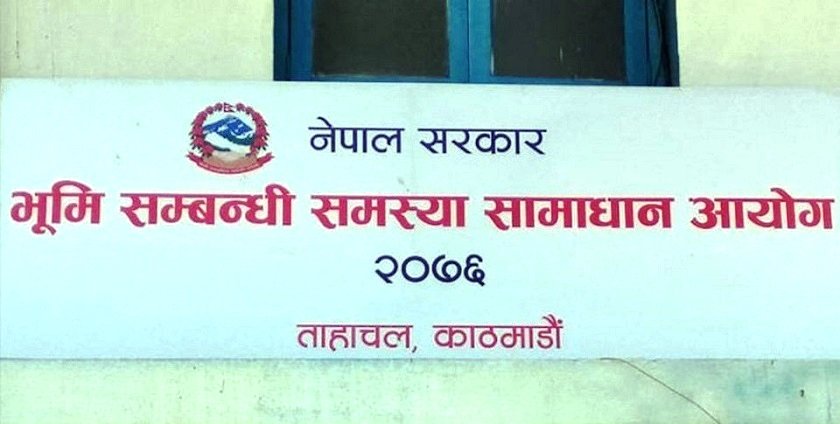 नेपाल सरकार
भूमि सम्बन्धी समस्या सामाधान आयोग
२०७६
ताहाचल, काठमाडौं